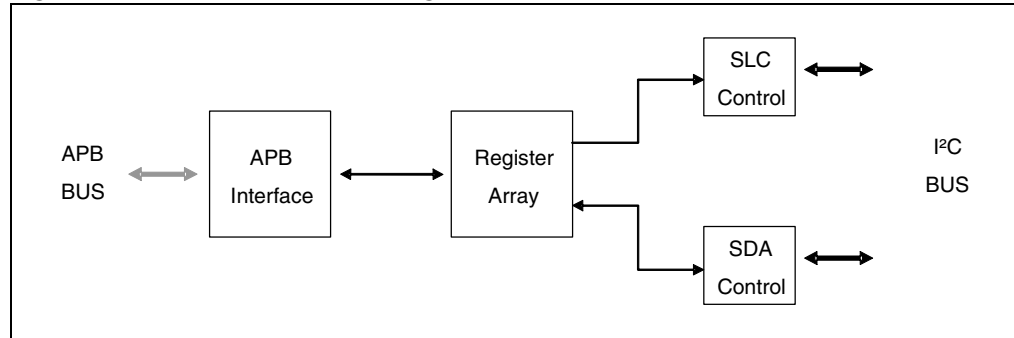 APB
BUS
APB
Interface
Register
Array
SLC
Control
SDA
Control
I²C
BUS